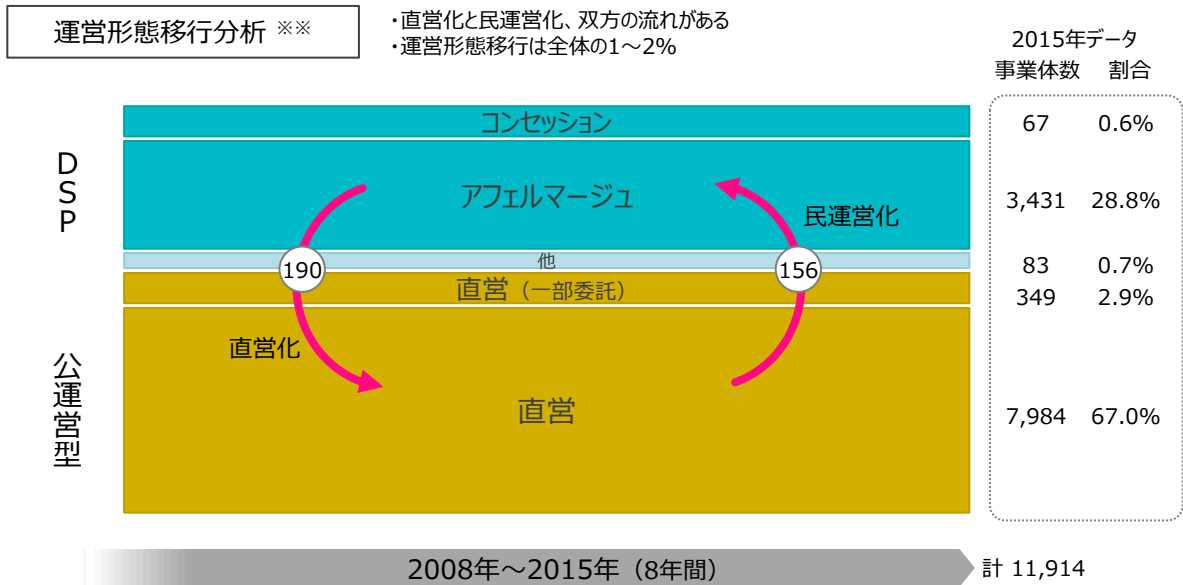 運営形態移行分析 ※※
・直営化と民運営化、双方の流れがある
・運営形態移行は全体の1～2%
2015年データ
事業体数 割合
DSP
コンセッション
67 0.6%
アフェルマージュ
3,431 28.8%
民運営化
他
83 0.7%
190
156
直営（一部委託）
349 2.9%
直営化
公運営型
直営
7,984 67.0%
2008年～2015年（8年間）
計 11,914